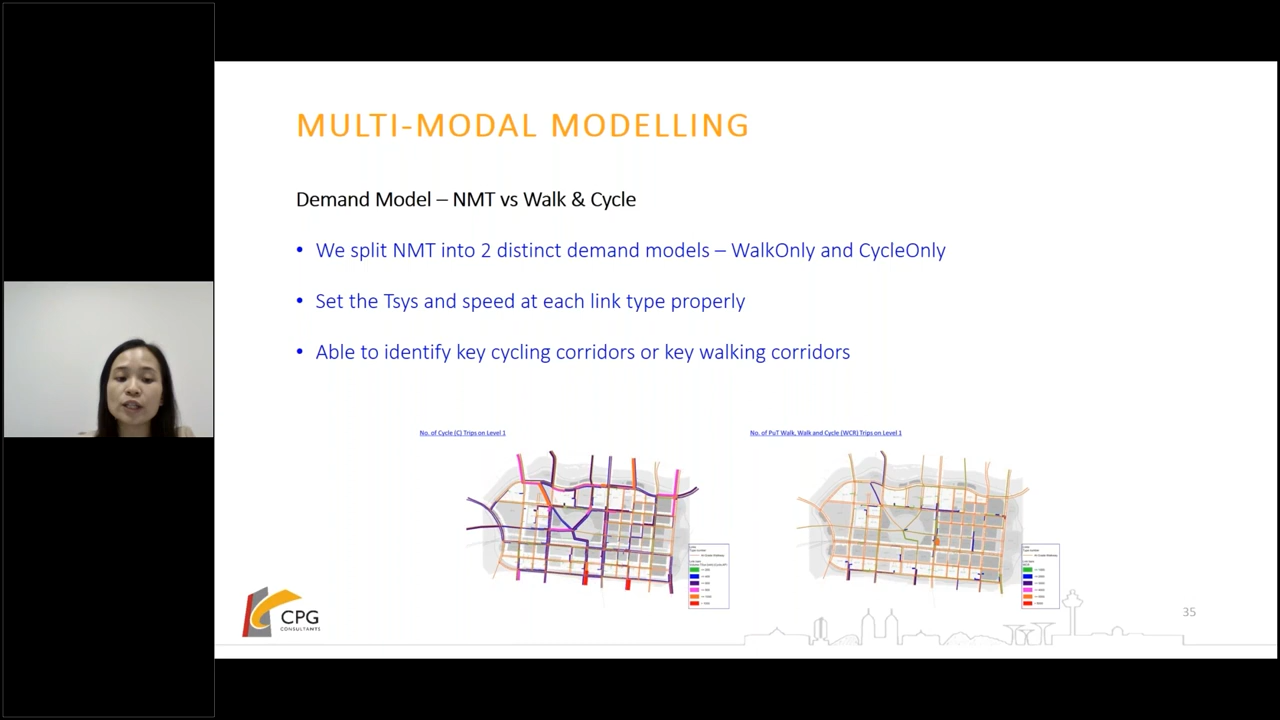 MULTI-MODAL MODELLING
Demand Model – NMT vs Walk & Cycle
• We split NMT into 2 distinct demand models – WalkOnly and CycleOnly
• Set the Tsys and speed at each link type properly
• Able to identify key cycling corridors or key walking corridors
No. of Cycle (C) Trips on Level 1
No. of PuT Walk, Walk and Cycle (WCR) Trips on Level 1
CPG
CONSULTANTS
35